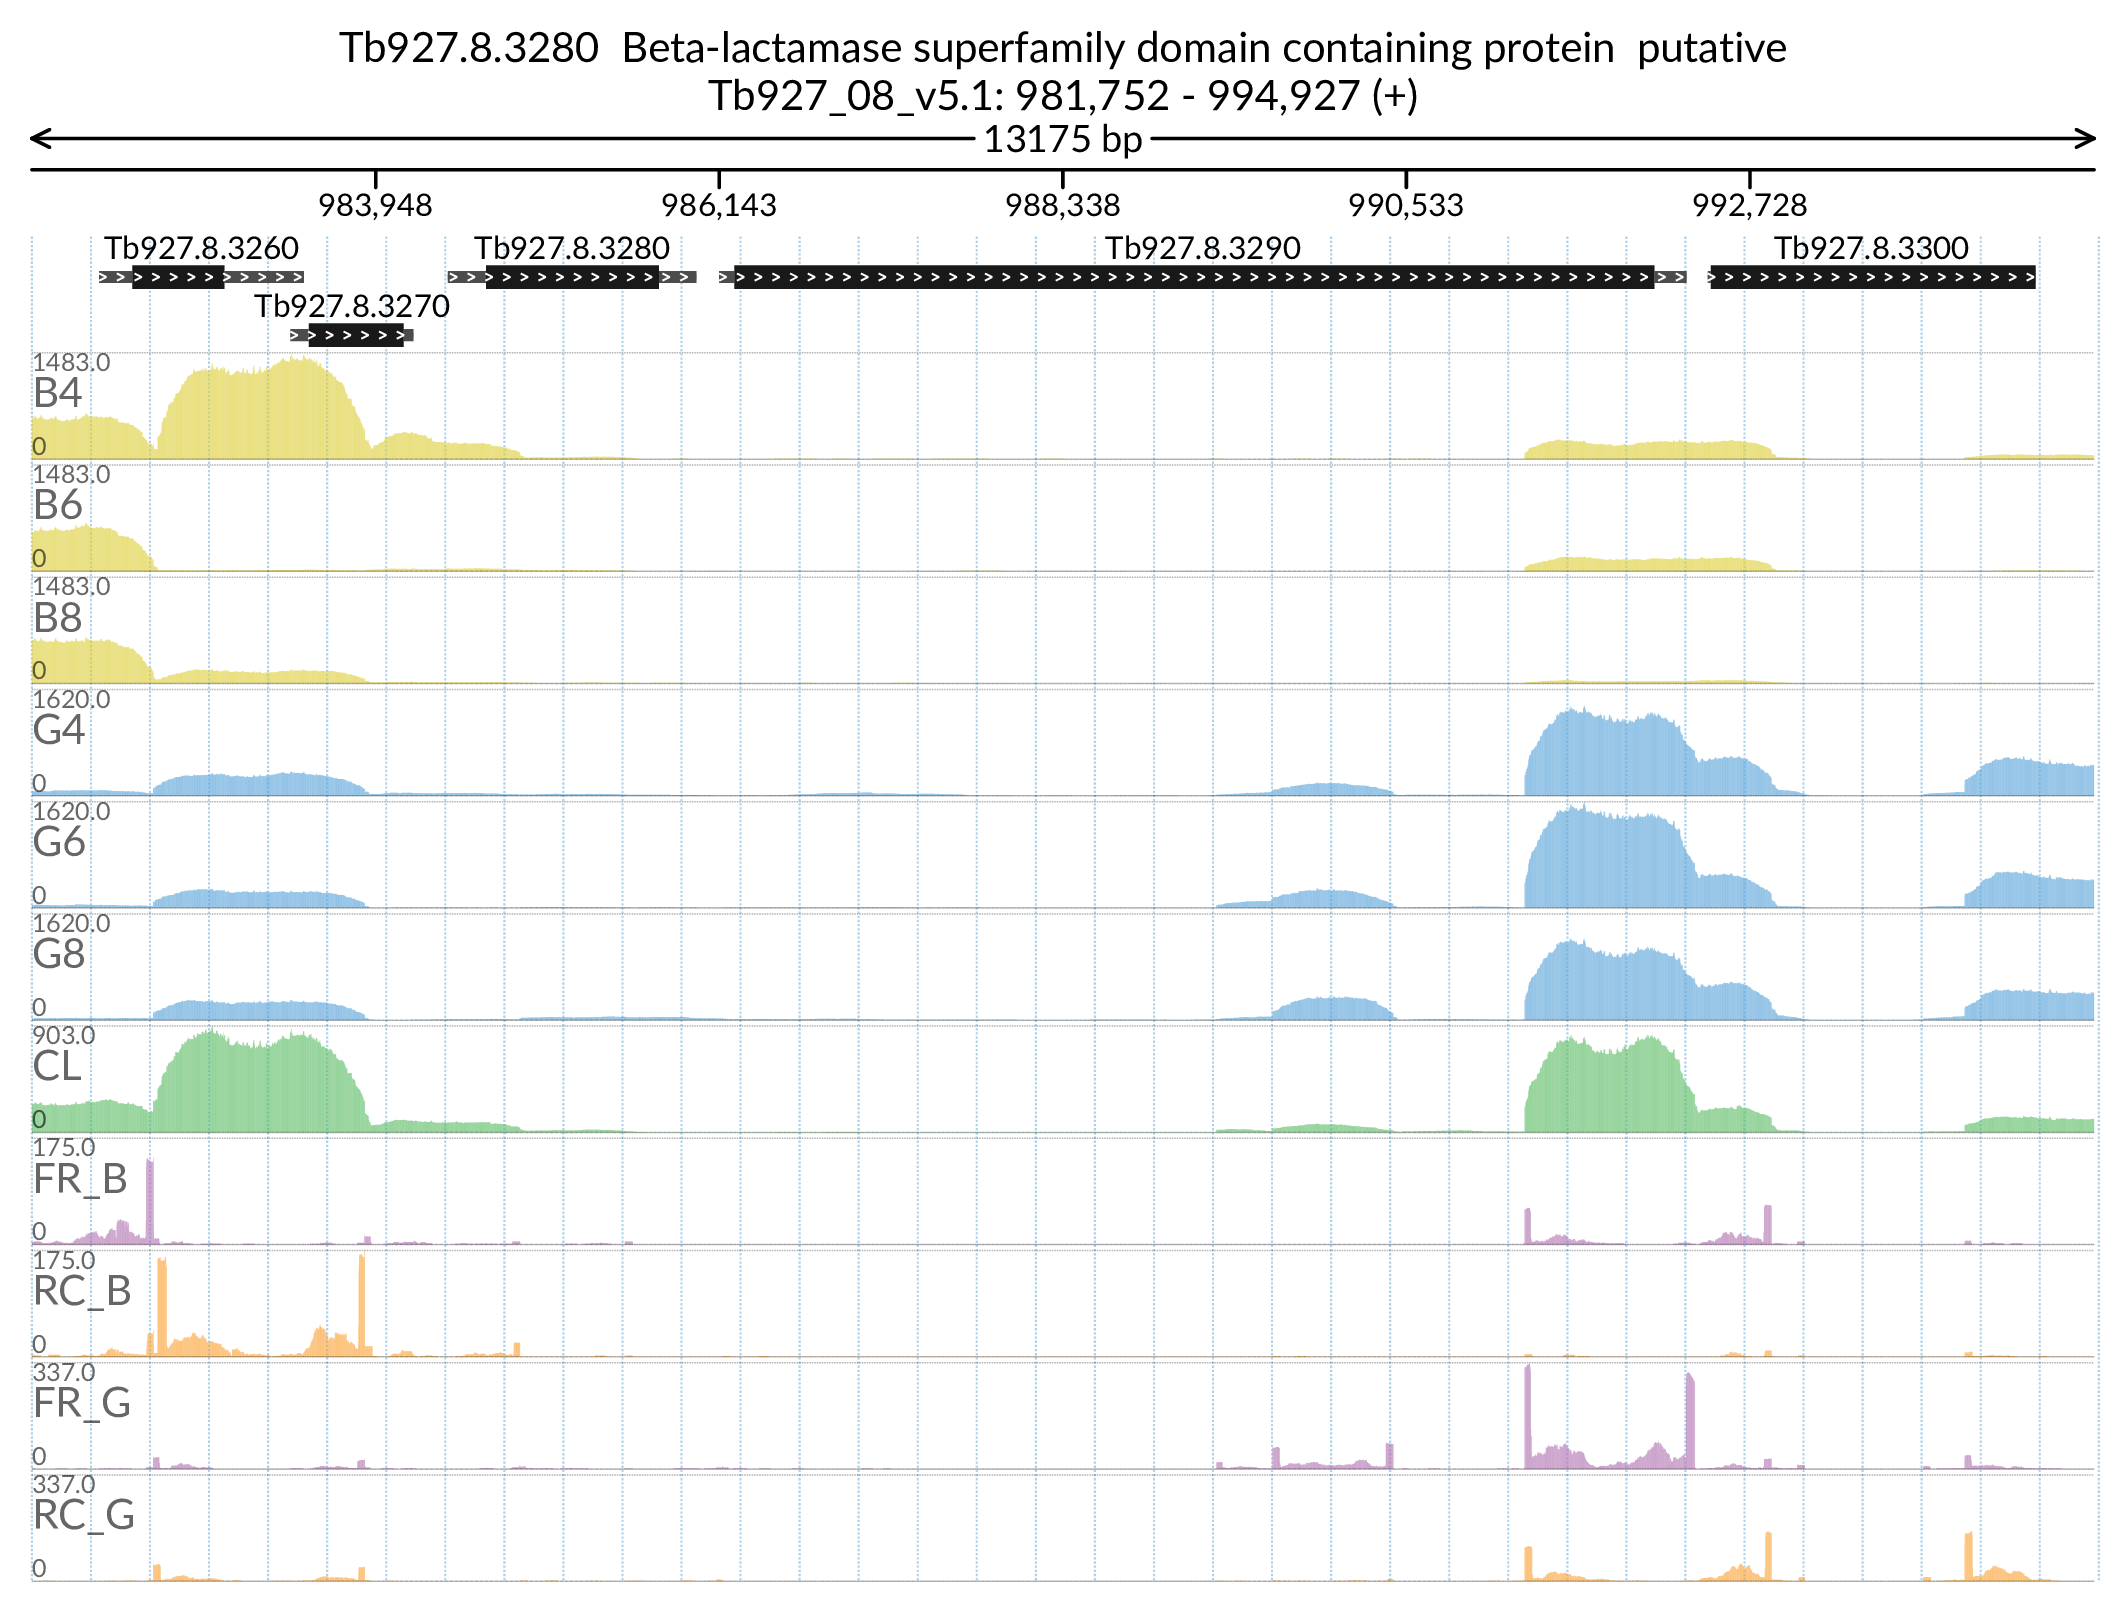 Tb927.8.3280  Beta-lactamase superfamily domain containing protein  putative
Tb927_08_v5.1: 981,752 - 994,927 (+)
13175 bp
983,948 986,143 988,338 990,533 992,728
Tb927.8.3260 Tb927.8.3280 Tb927.8.3290 Tb927.8.3300
Tb927.8.3270
1483.0
B4
0
1483.0
B6
0
1483.0
B8
0
1620.0
G4
0
1620.0
G6
0
1620.0
G8
0
903.0
CL
0
175.0
FR_B
0
175.0
RC_B
0
337.0
FR_G
0
337.0
RC_G
0